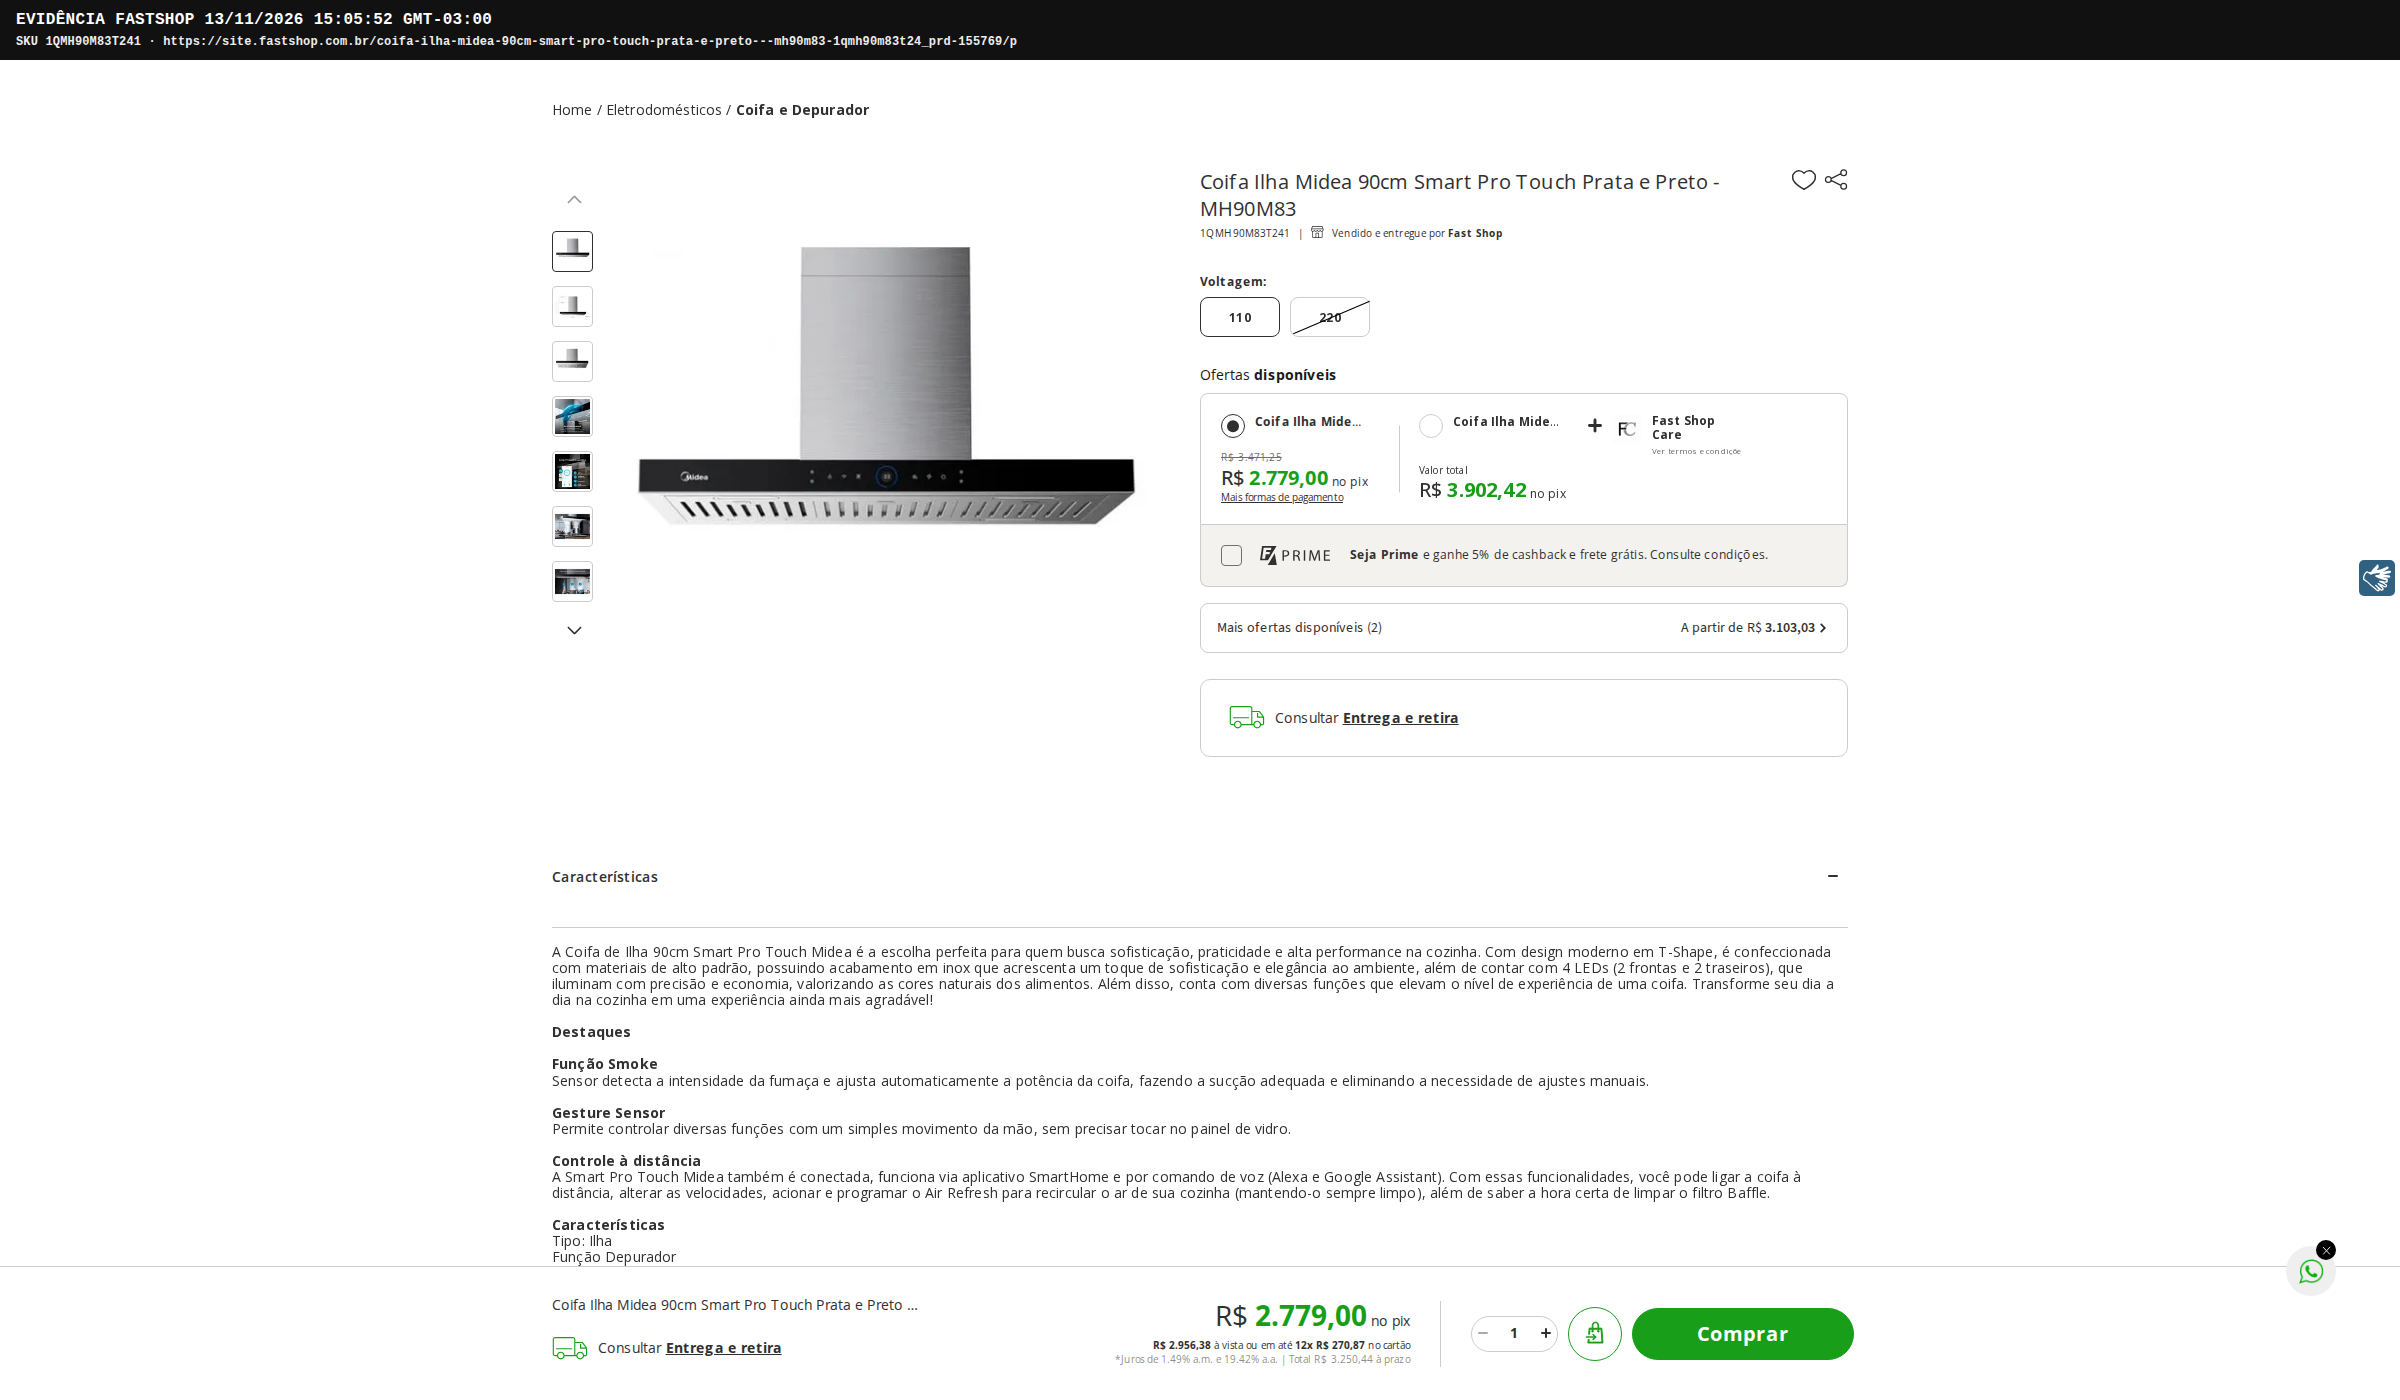 EVIDÊNCIA FASTSHOP 13/11/2026 15:05:52 GMT-03:00
SKU 1QMH90M83T241 · https://site.fastshop.com.br/coifa-ilha-midea-90cm-smart-pro-touch-prata-e-preto---mh90m83-1qmh90m83t24_prd-155769/p
Home / Eletrodomésticos / Coifa e Depurador
Coifa Ilha Midea 90cm Smart Pro Touch Prata e Preto -
MH90M83
1QMH90M83T241 | Vendido e entregue por Fast Shop
Voltagem:
110
220
Midea
Ofertas disponíveis
Coifa Ilha Mide...
R$ 3.471,25
R$ 2.779,00 no pix
Mais formas de pagamento
Coifa Ilha Mide...
+
FC
Fast Shop
Care
Ver termos e condição
Valor total
R$ 3.902,42 no pix
PRIME
Seja Prime e ganhe 5% de cashback e frete grátis. Consulte condições.
Mais ofertas disponíveis (2)
A partir de R$ 3.103,03
Consultar Entrega e retira
Características
A Coifa de Ilha 90cm Smart Pro Touch Midea é a escolha perfeita para quem busca sofisticação, praticidade e alta performance na cozinha. Com design moderno em T-Shape, é confeccionada
com materiais de alto padrão, possuindo acabamento em inox que acrescenta um toque de sofisticação e elegância ao ambiente, além de contar com 4 LEDs (2 frontas e 2 traseiros), que
iluminam com precisão e economia, valorizando as cores naturais dos alimentos. Além disso, conta com diversas funções que elevam o nível de experiência de uma coifa. Transforme seu dia a
dia na cozinha em uma experiência ainda mais agradável!
Destaques
Função Smoke
Sensor detecta a intensidade da fumaça e ajusta automaticamente a potência da coifa, fazendo a sucção adequada e eliminando a necessidade de ajustes manuais.
Gesture Sensor
Permite controlar diversas funções com um simples movimento da mão, sem precisar tocar no painel de vidro.
Controle à distância
A Smart Pro Touch Midea também é conectada, funciona via aplicativo SmartHome e por comando de voz (Alexa e Google Assistant). Com essas funcionalidades, você pode ligar a coifa à
distância, alterar as velocidades, acionar e programar o Air Refresh para recircular o ar de sua cozinha (mantendo-o sempre limpo), além de saber a hora certa de limpar o filtro Baffle.
Características
Tipo: Ilha
Função Depurador
Coifa Ilha Midea 90cm Smart Pro Touch Prata e Preto ...
Consultar Entrega e retira
R$ 2.779,00 no pix
R$ 2.956,38 à vista ou em até 12x R$ 270,87 no cartão
*Juros de 1.49% a.m. e 19.42% a.a. | Total R$ 3.250,44 à prazo
1
Comprar